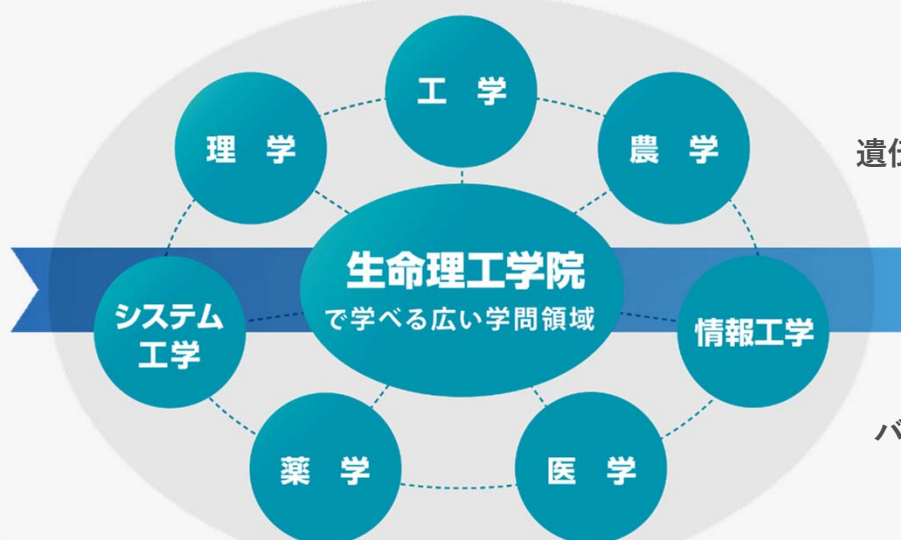 工 学
理 学
農 学
生命理工学院
で学べる広い学問領域
システム
工学
情報工学
薬 学
医 学